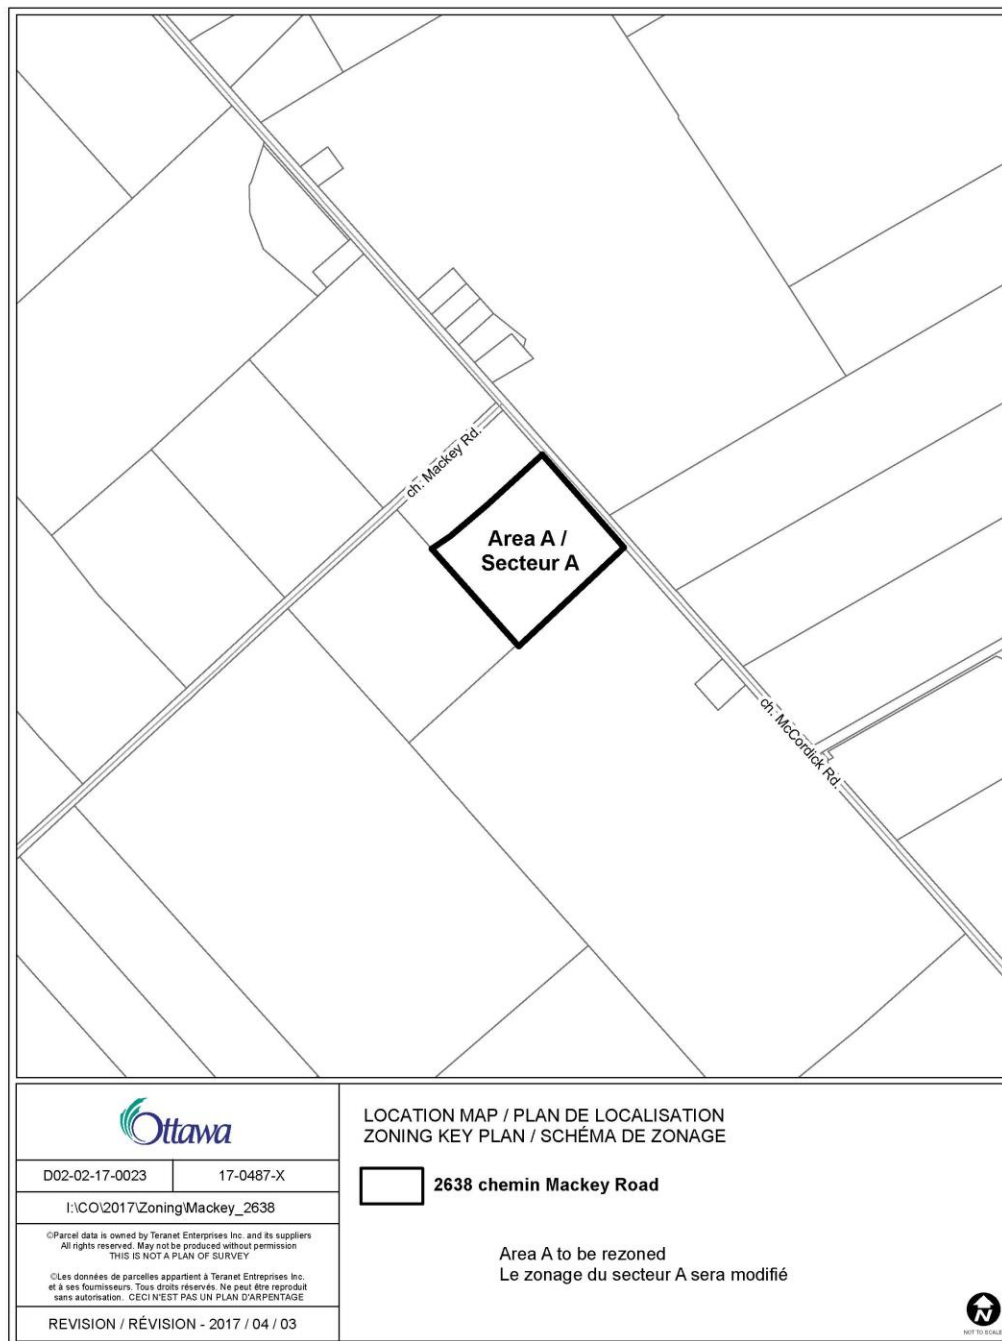 ch. Mackey Rd.
Area A /
Secteur A
ch. McCordick Rd.
Ottawa
D02-02-17-0023
17-0487-X
I:\CO\2017\Zoning\Mackey_2638
©Parcel data is owned by Teranet Enterprises Inc. and its suppliers
All rights reserved. May not be produced without permission
THIS IS NOT A PLAN OF SURVEY
©Les données de parcelles appartient à Teranet Entreprises Inc.
et à ses fournisseurs. Tous droits réservés. Ne peut être reproduit
sans autorisation. CECI N'EST PAS UN PLAN D'ARPENTAGE
REVISION / RÉVISION - 2017 / 04 / 03
LOCATION MAP / PLAN DE LOCALISATION
ZONING KEY PLAN / SCHÉMA DE ZONAGE
2638 chemin Mackey Road
Area A to be rezoned
Le zonage du secteur A sera modifié
N
NOT TO SCALE